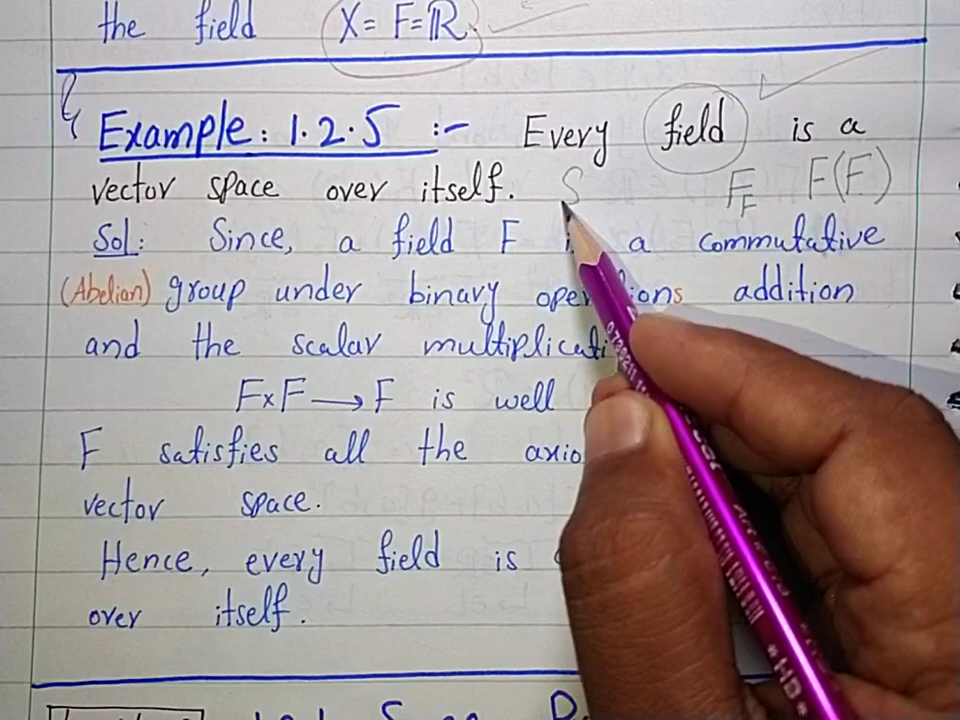 the field X = F = ℝ.
Example: 1.2.5 :- Every field is a
vector space over itself. S F_F F(F)
Sol: Since, a field F a commutative
(Abelian) group under binary addition
and the scalar
F×F ⟶ F is well
F satisfies all the
vector space.
Hence, every field is
over itself.